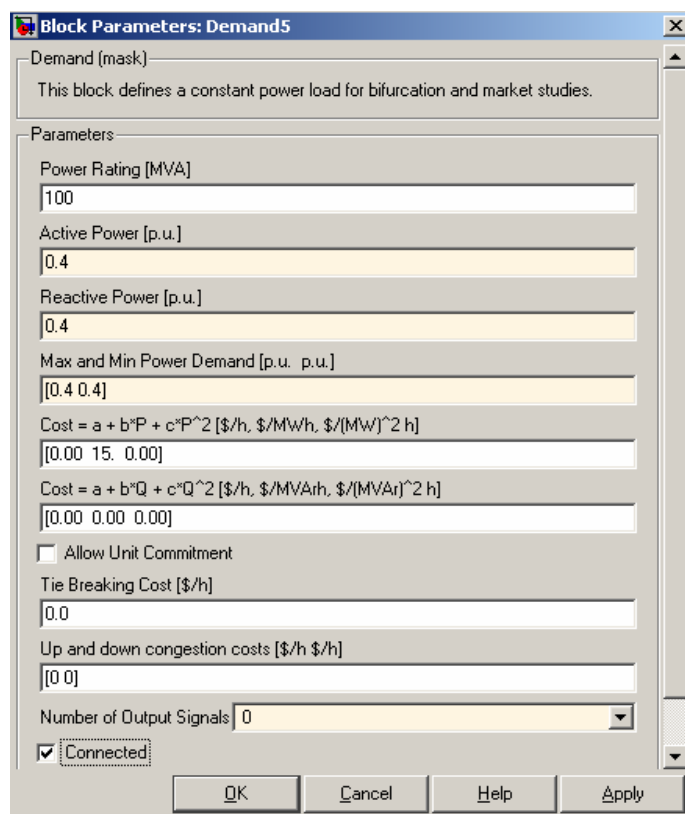 Block Parameters: Demand5
Demand (mask)
This block defines a constant power load for bifurcation and market studies.
Parameters
Power Rating [MVA]
100
Active Power [p.u.]
0.4
Reactive Power [p.u.]
0.4
Max and Min Power Demand [p.u.  p.u.]
[0.4 0.4]
Cost = a + b*P + c*P^2 [$/h, $/MWh, $/(MW)^2 h]
[0.00  15.  0.00]
Cost = a + b*Q + c*Q^2 [$/h, $/MVArh, $/(MVAr)^2 h]
[0.00  0.00  0.00]
Allow Unit Commitment
Tie Breaking Cost [$/h]
0.0
Up and down congestion costs [$/h $/h]
[0 0]
Number of Output Signals 0
Connected
OK Cancel Help Apply